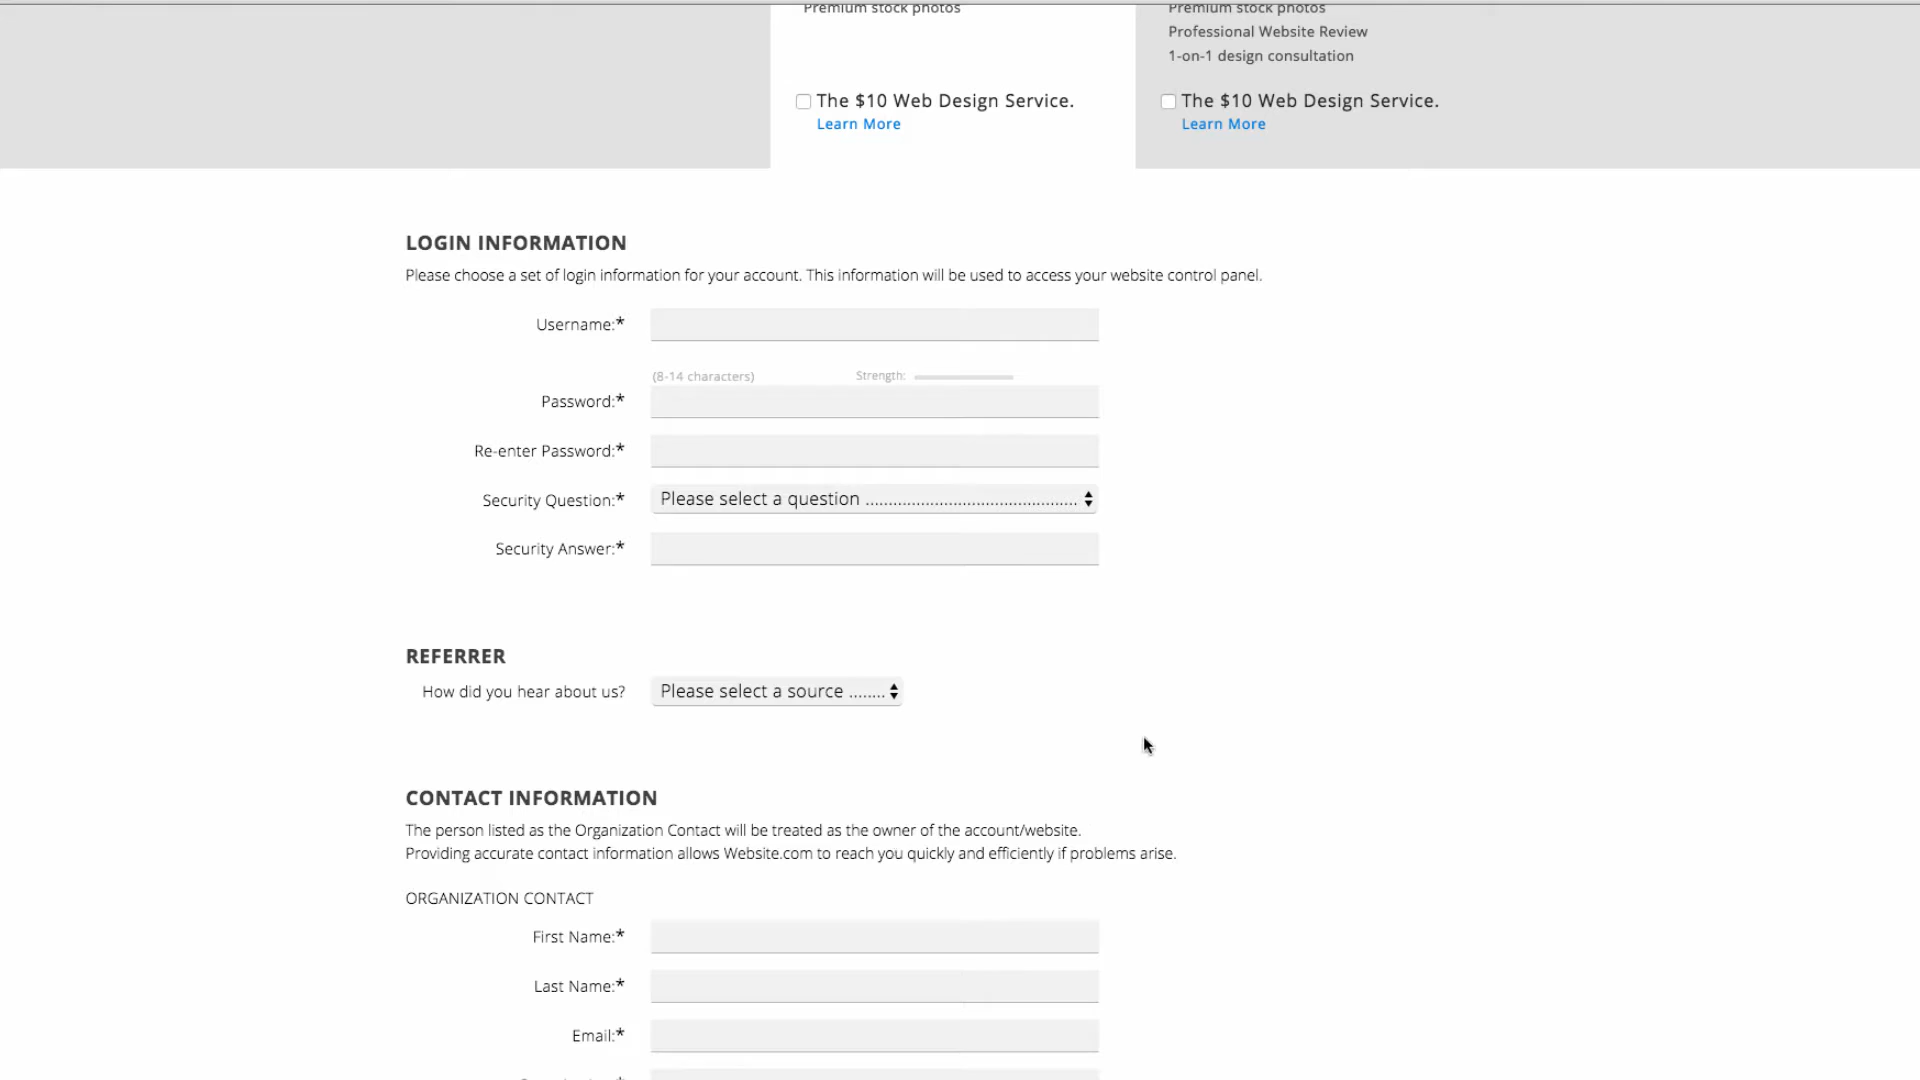 Premium stock photos
Premium stock photos
Professional Website Review
1-on-1 design consultation
The $10 Web Design Service.
Learn More
The $10 Web Design Service.
Learn More
LOGIN INFORMATION
Please choose a set of login information for your account. This information will be used to access your website control panel.
Username:*
(8-14 characters) Strength:
Password:*
Re-enter Password:*
Security Question:* Please select a question ..............................................
Security Answer:*
REFERRER
How did you hear about us? Please select a source ........
CONTACT INFORMATION
The person listed as the Organization Contact will be treated as the owner of the account/website.
Providing accurate contact information allows Website.com to reach you quickly and efficiently if problems arise.
ORGANIZATION CONTACT
First Name:*
Last Name:*
Email:*